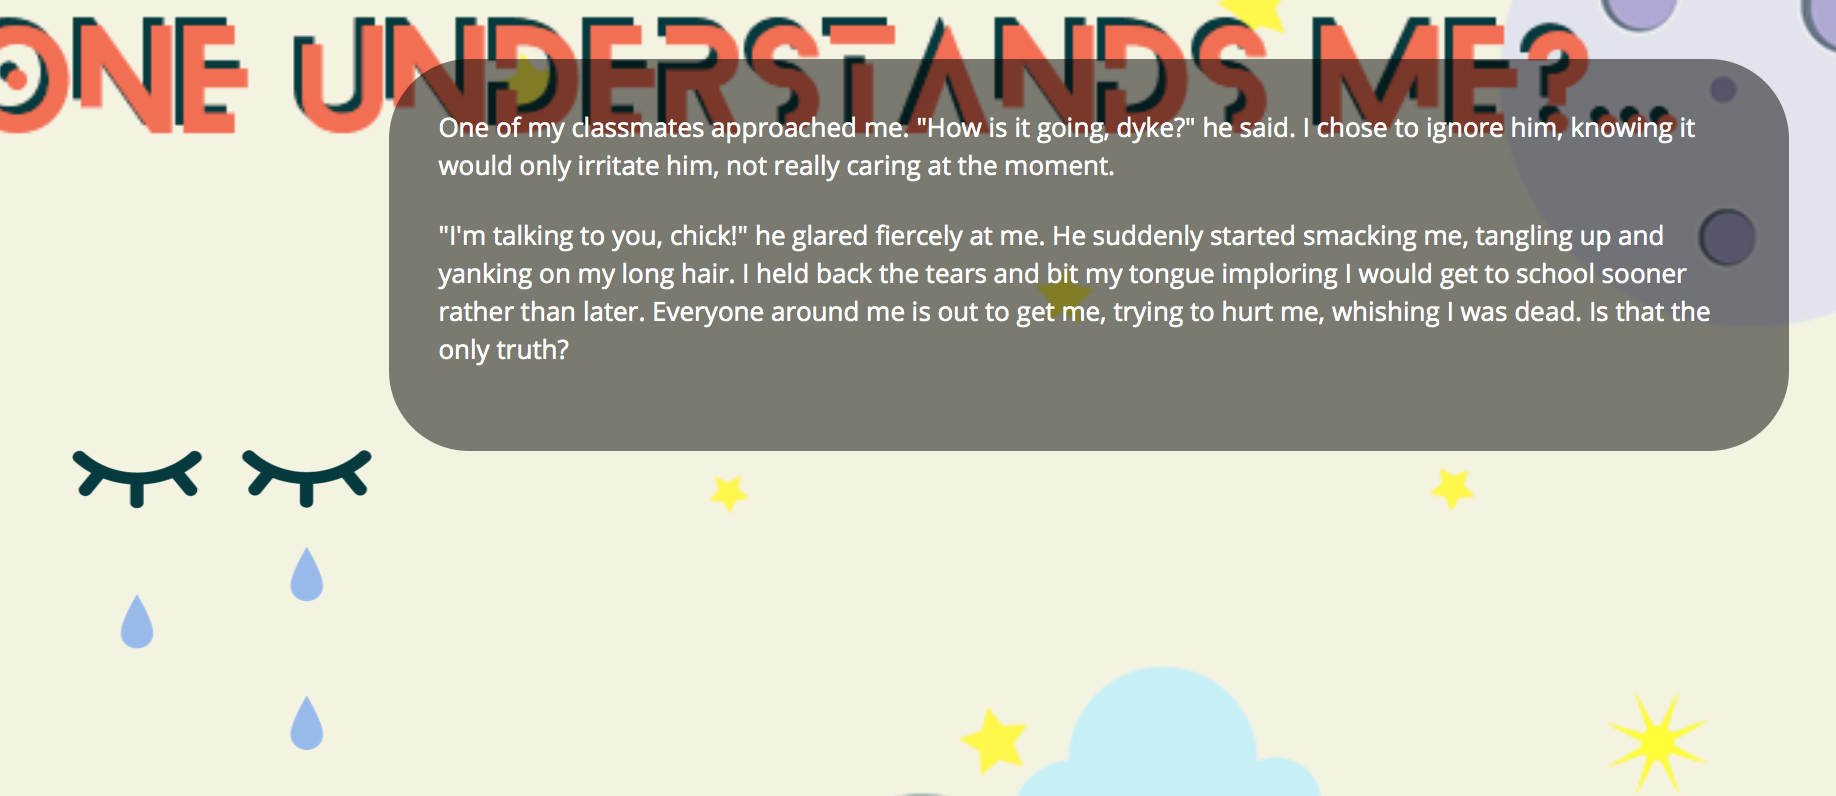 ONE UNDERSTANDS ME?...
One of my classmates approached me. "How is it going, dyke?" he said. I chose to ignore him, knowing it
would only irritate him, not really caring at the moment.
"I'm talking to you, chick!" he glared fiercely at me. He suddenly started smacking me, tangling up and
yanking on my long hair. I held back the tears and bit my tongue imploring I would get to school sooner
rather than later. Everyone around me is out to get me, trying to hurt me, whishing I was dead. Is that the
only truth?